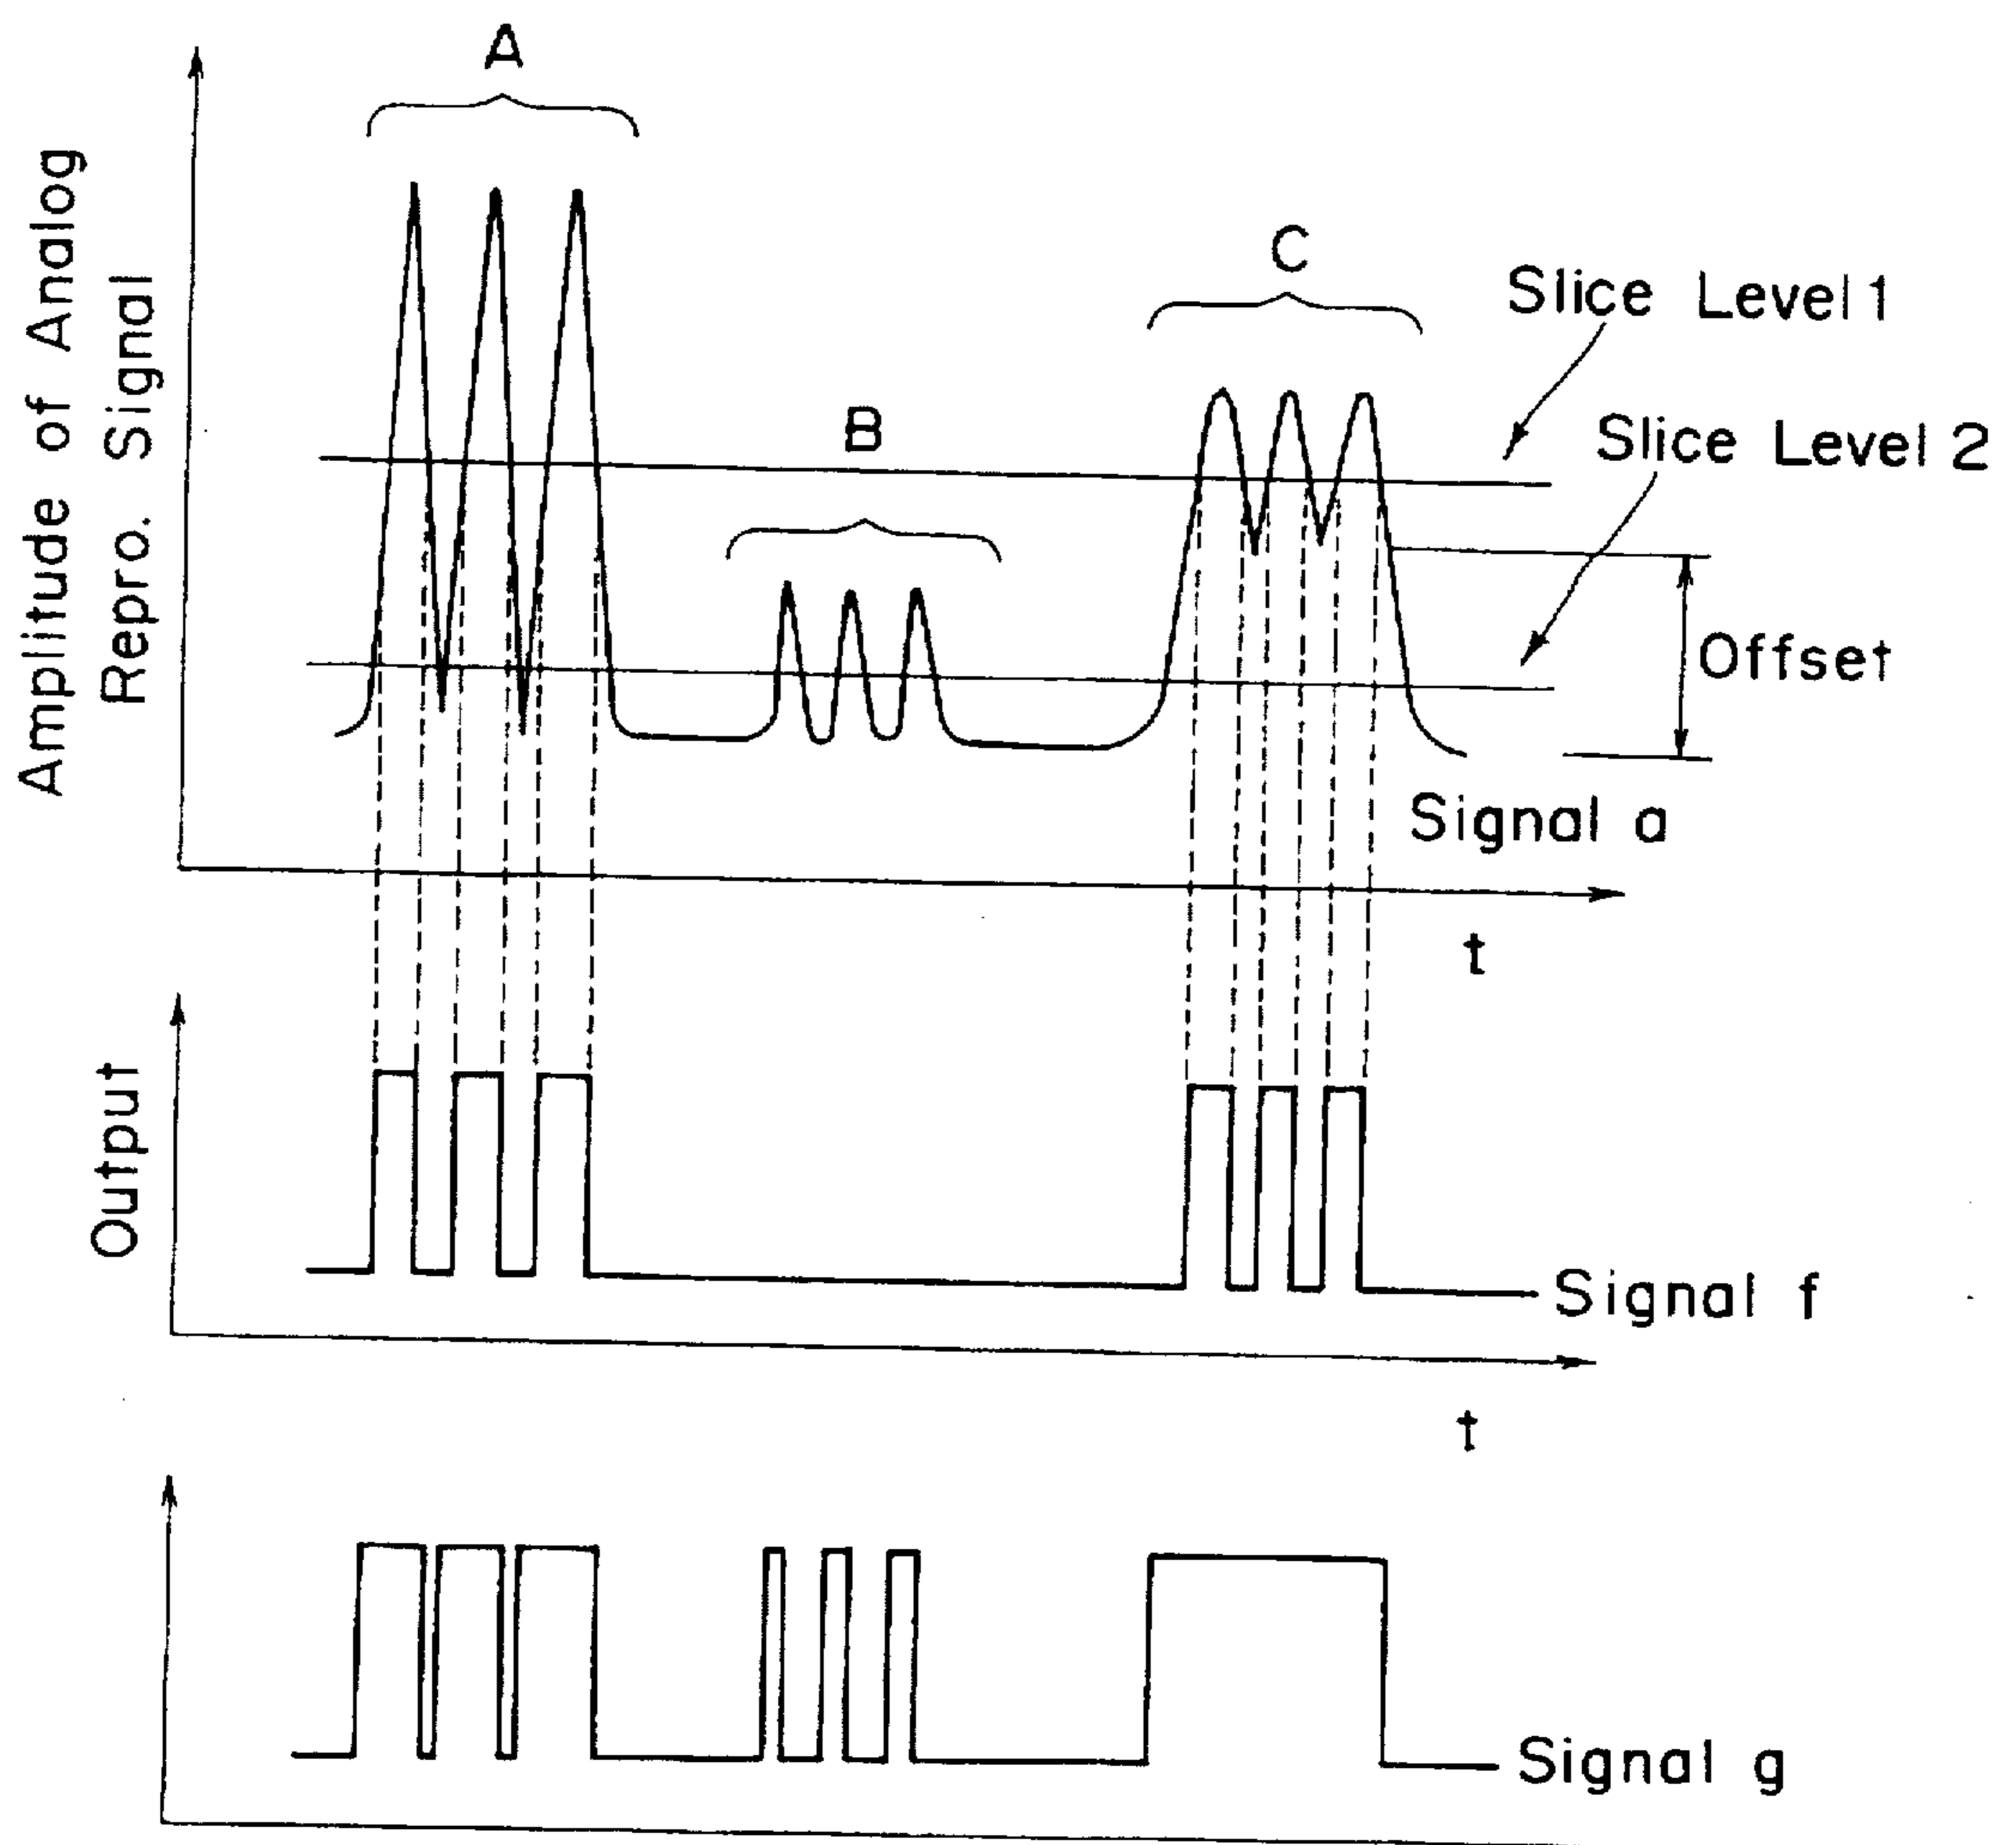 A
Amplitude of Analog
Repro. Signal
C
Slice Level 1
B
Slice Level 2
Offset
Signal a
t
Output
Signal f
t
Signal g